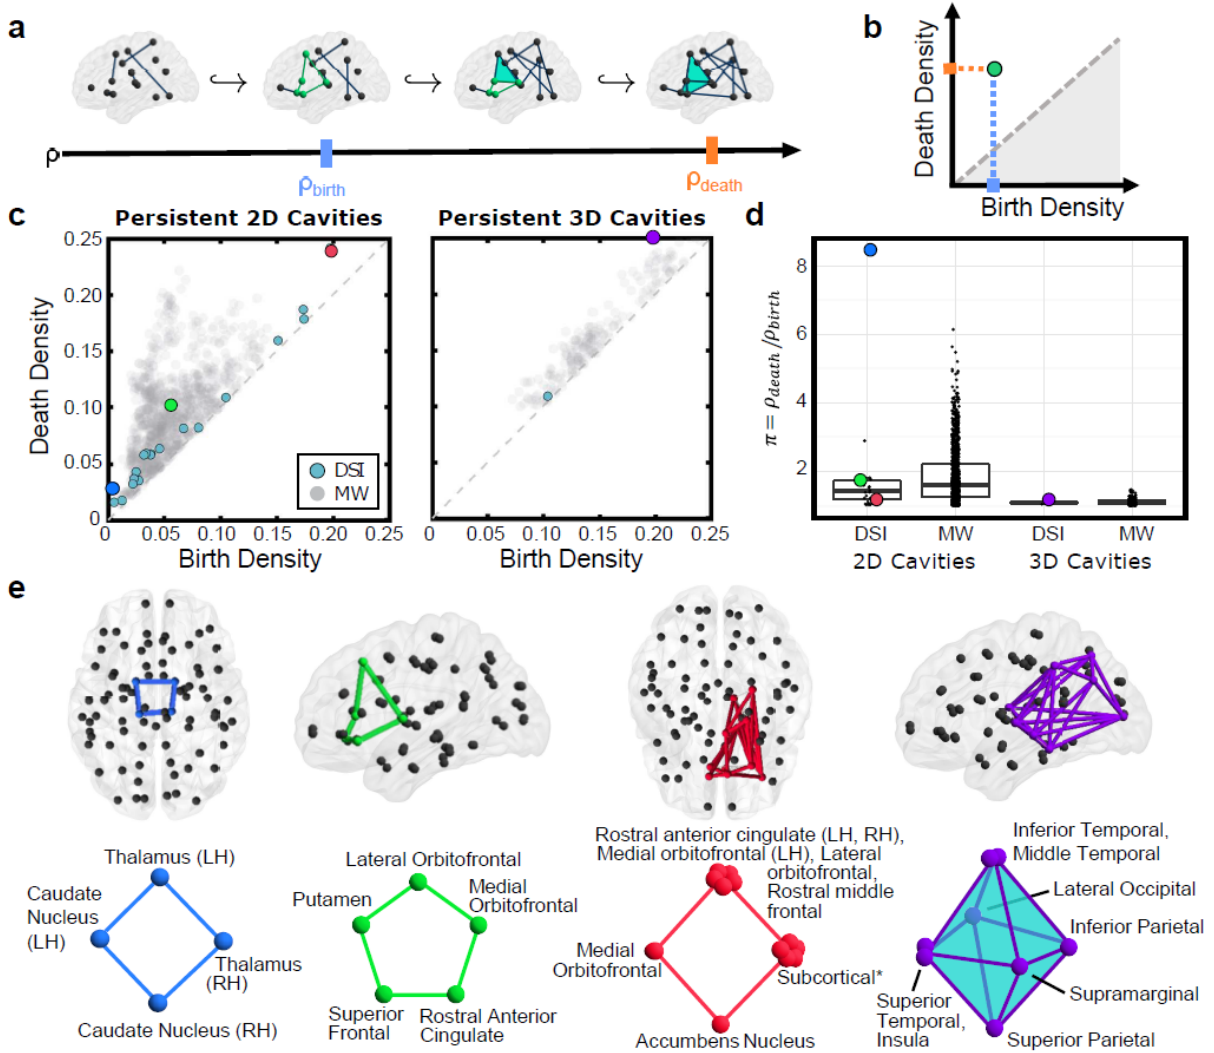 a
ρ
ρbirth
ρdeath
b
Death Density
Birth Density
c
Persistent 2D Cavities
Persistent 3D Cavities
0.25
0.20
0.15
0.10
0.05
0
Death Density
DSI
MW
0 0.05 0.10 0.15 0.20 0.25
Birth Density
0 0.05 0.10 0.15 0.20 0.25
Birth Density
d
8
6
4
2
π = ρdeath/ρbirth
DSI MW DSI MW
2D Cavities 3D Cavities
e
Thalamus (LH)
Caudate
Nucleus
(LH)
Thalamus
(RH)
Caudate Nucleus (RH)
Lateral Orbitofrontal
Putamen
Medial
Orbitofrontal
Superior
Frontal
Rostral Anterior
Cingulate
Rostral anterior cingulate (LH, RH),
Medial orbitofrontal (LH), Lateral
orbitofrontal,
Rostral middle
frontal
Medial
Orbitofrontal
Subcortical*
Accumbens Nucleus
Inferior Temporal,
Middle Temporal
Lateral Occipital
Inferior Parietal
Supramarginal
Superior
Temporal,
Insula
Superior Parietal